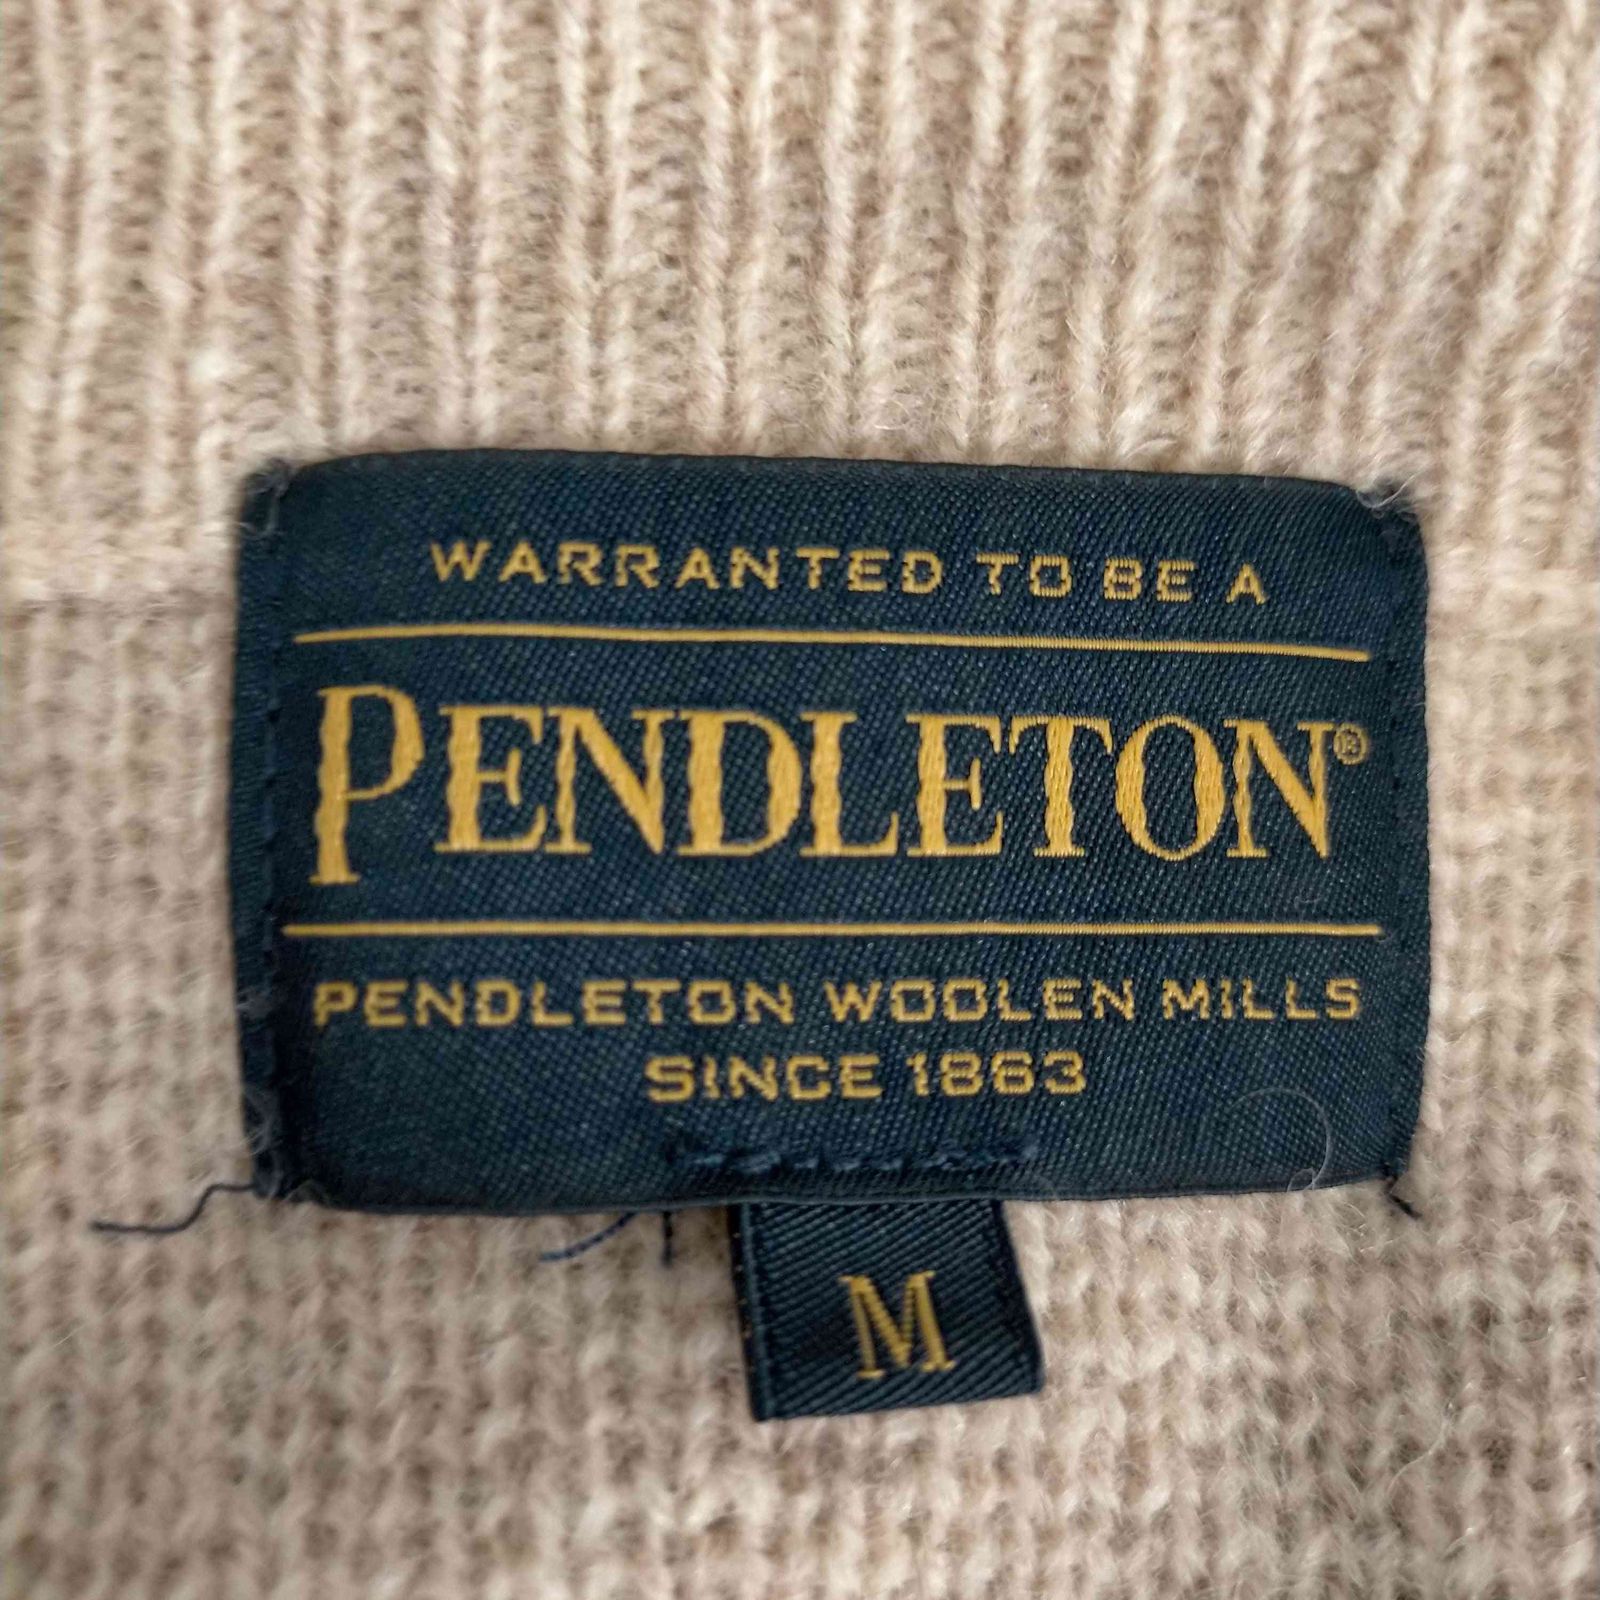 WARRANTED TO BE A
PENDLETON®
PENDLETON WOOLEN MILLS
SINCE 1863
M